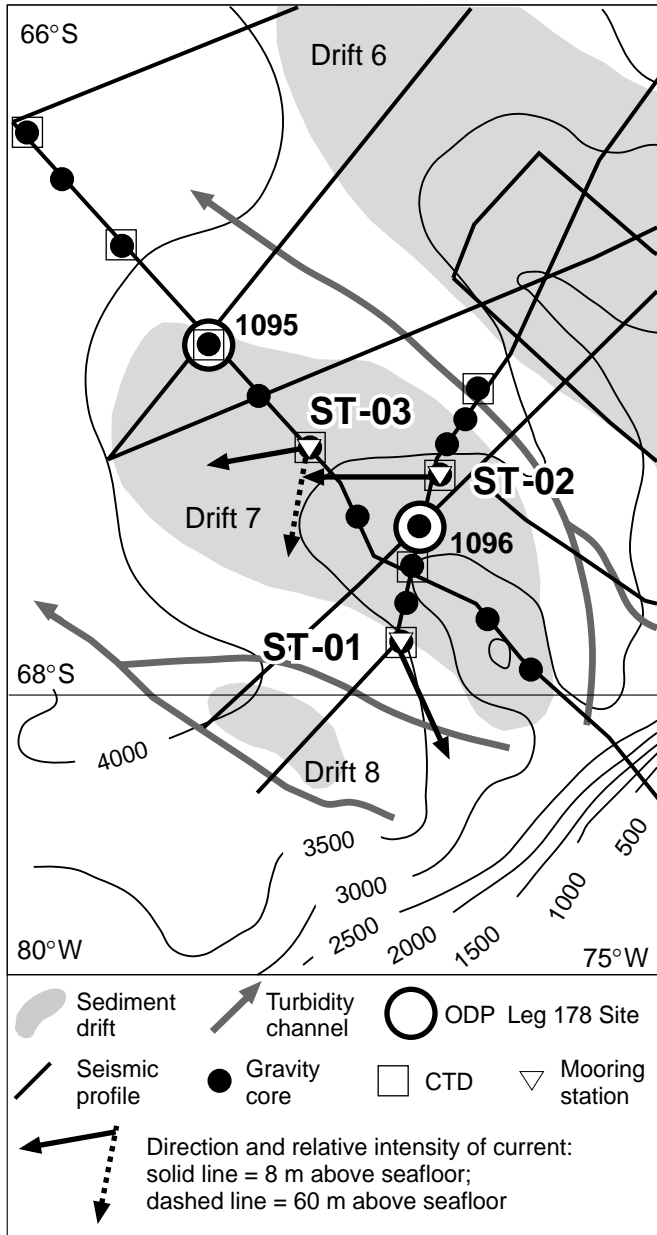 66°S
Drift 6
1095
ST-03
ST-02
Drift 7
1096
ST-01
68°S
4000
Drift 8
3500
3000
2500
2000
1500
1000
500
80°W
75°W
Sediment
drift
Turbidity
channel
ODP Leg 178 Site
Seismic
profile
Gravity
core
CTD
Mooring
station
Direction and relative intensity of current:
solid line = 8 m above seafloor;
dashed line = 60 m above seafloor